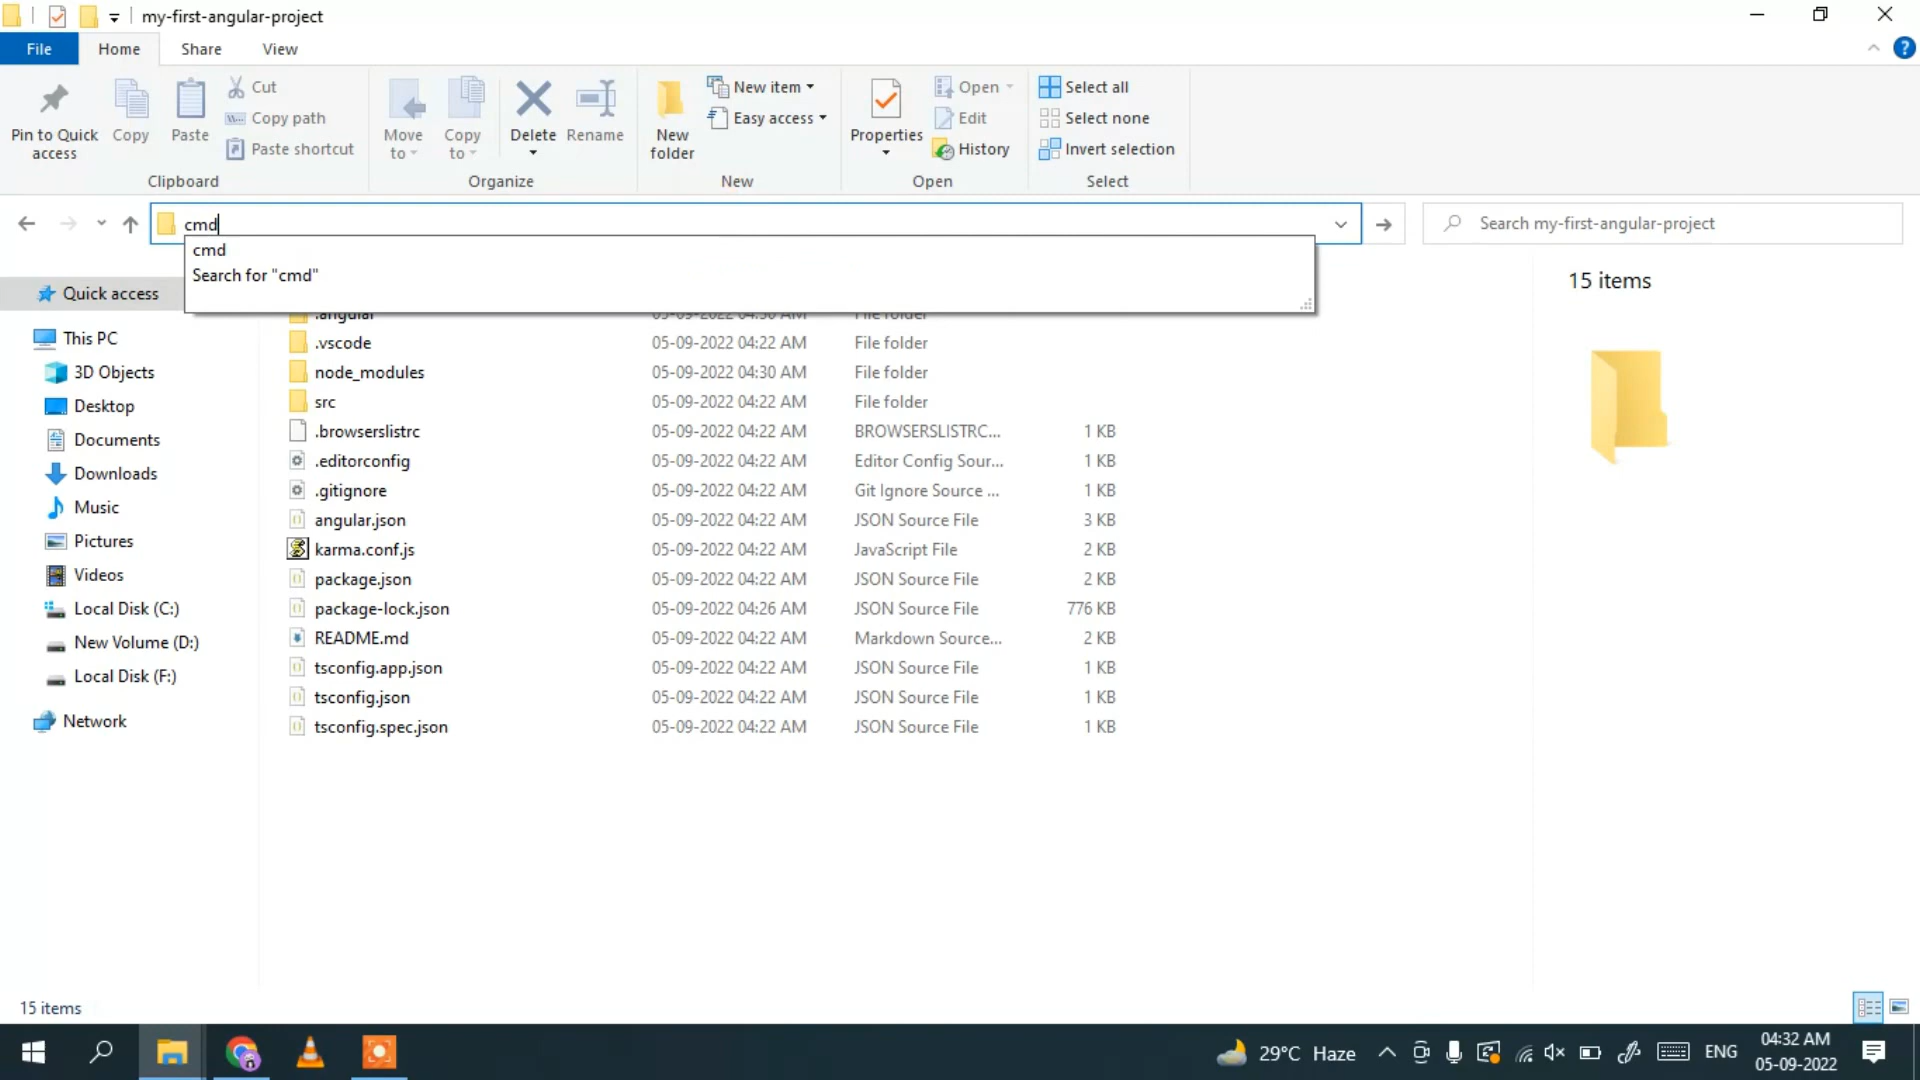 my-first-angular-project
File Home Share View
Pin to Quick access
Copy
Paste
Cut
Copy path
Paste shortcut
Clipboard
Move to
Copy to
Delete
Rename
Organize
New folder
New item
Easy access
New
Properties
Open
Edit
History
Open
Select all
Select none
Invert selection
Select
cmd
Search my-first-angular-project
cmd
Search for "cmd"
Quick access
This PC
3D Objects
Desktop
Documents
Downloads
Music
Pictures
Videos
Local Disk (C:)
New Volume (D:)
Local Disk (F:)
Network
.angular 05-09-2022 04:30 AM File folder
.vscode 05-09-2022 04:22 AM File folder
node_modules 05-09-2022 04:30 AM File folder
src 05-09-2022 04:22 AM File folder
.browserslistrc 05-09-2022 04:22 AM BROWSERSLISTRC... 1 KB
.editorconfig 05-09-2022 04:22 AM Editor Config Sour... 1 KB
.gitignore 05-09-2022 04:22 AM Git Ignore Source ... 1 KB
angular.json 05-09-2022 04:22 AM JSON Source File 3 KB
karma.conf.js 05-09-2022 04:22 AM JavaScript File 2 KB
package.json 05-09-2022 04:22 AM JSON Source File 2 KB
package-lock.json 05-09-2022 04:26 AM JSON Source File 776 KB
README.md 05-09-2022 04:22 AM Markdown Source... 2 KB
tsconfig.app.json 05-09-2022 04:22 AM JSON Source File 1 KB
tsconfig.json 05-09-2022 04:22 AM JSON Source File 1 KB
tsconfig.spec.json 05-09-2022 04:22 AM JSON Source File 1 KB
15 items
15 items
29°C Haze
ENG
04:32 AM
05-09-2022